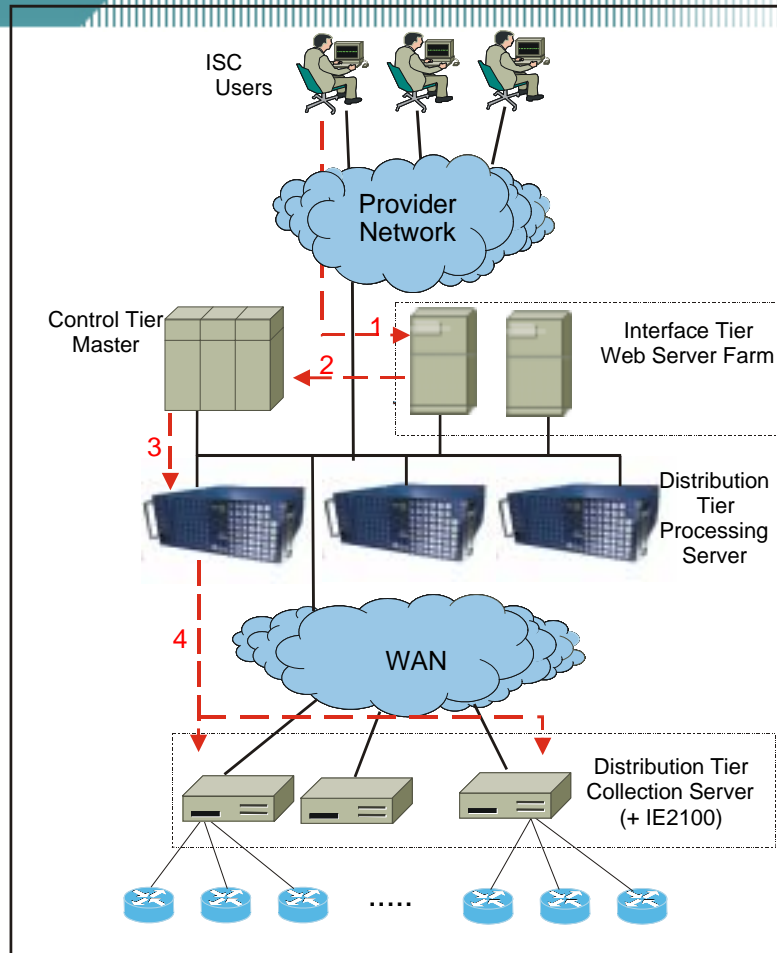 ISC
Users
Provider
Network
Control Tier
Master
1
Interface Tier
Web Server Farm
2
3
Distribution
Tier
Processing
Server
4
WAN
Distribution Tier
Collection Server
(+ IE2100)
.....